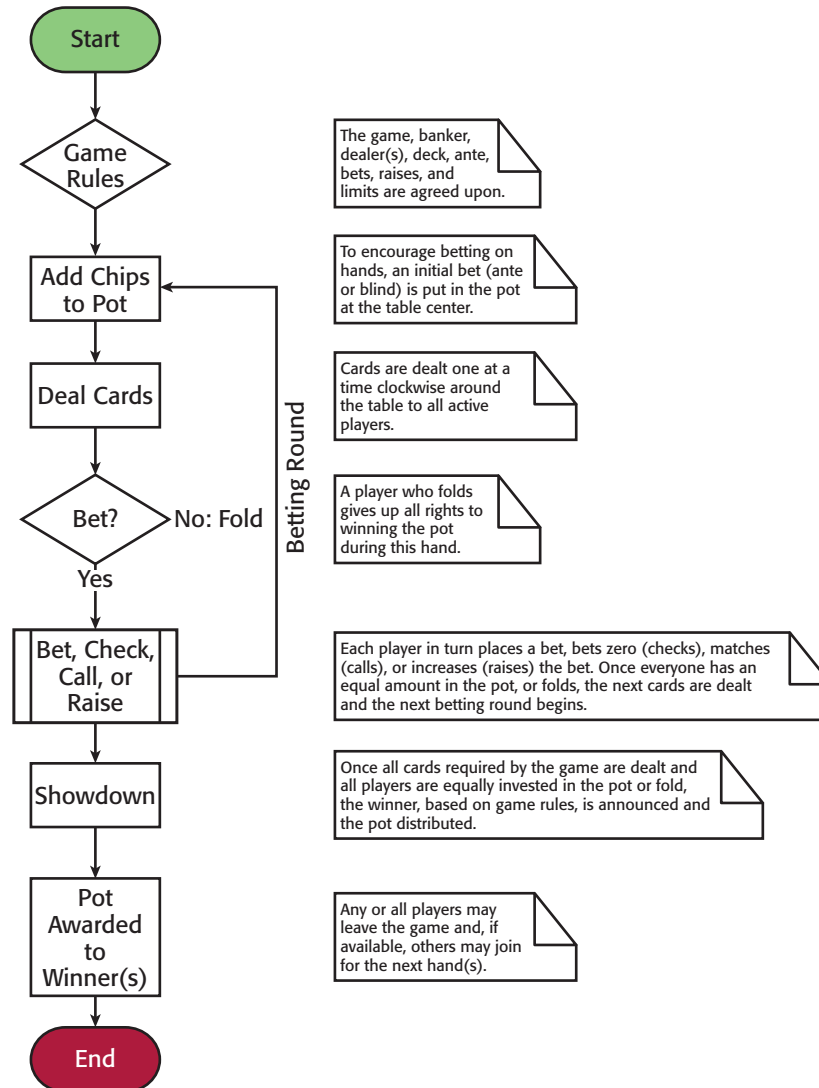 Start
Game
Rules
The game, banker,
dealer(s), deck, ante,
bets, raises, and
limits are agreed upon.
Add Chips
to Pot
To encourage betting on
hands, an initial bet (ante
or blind) is put in the pot
at the table center.
Deal Cards
Cards are dealt one at a
time clockwise around
the table to all active
players.
Betting Round
Bet?
No: Fold
A player who folds
gives up all rights to
winning the pot
during this hand.
Yes
Bet, Check,
Call, or
Raise
Each player in turn places a bet, bets zero (checks), matches
(calls), or increases (raises) the bet. Once everyone has an
equal amount in the pot, or folds, the next cards are dealt
and the next betting round begins.
Showdown
Once all cards required by the game are dealt and
all players are equally invested in the pot or fold,
the winner, based on game rules, is announced and
the pot distributed.
Pot
Awarded
to
Winner(s)
Any or all players may
leave the game and, if
available, others may join
for the next hand(s).
End